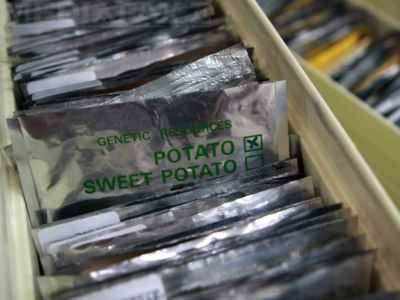 GENETIC RESOURCES
POTATO
SWEET POTATO